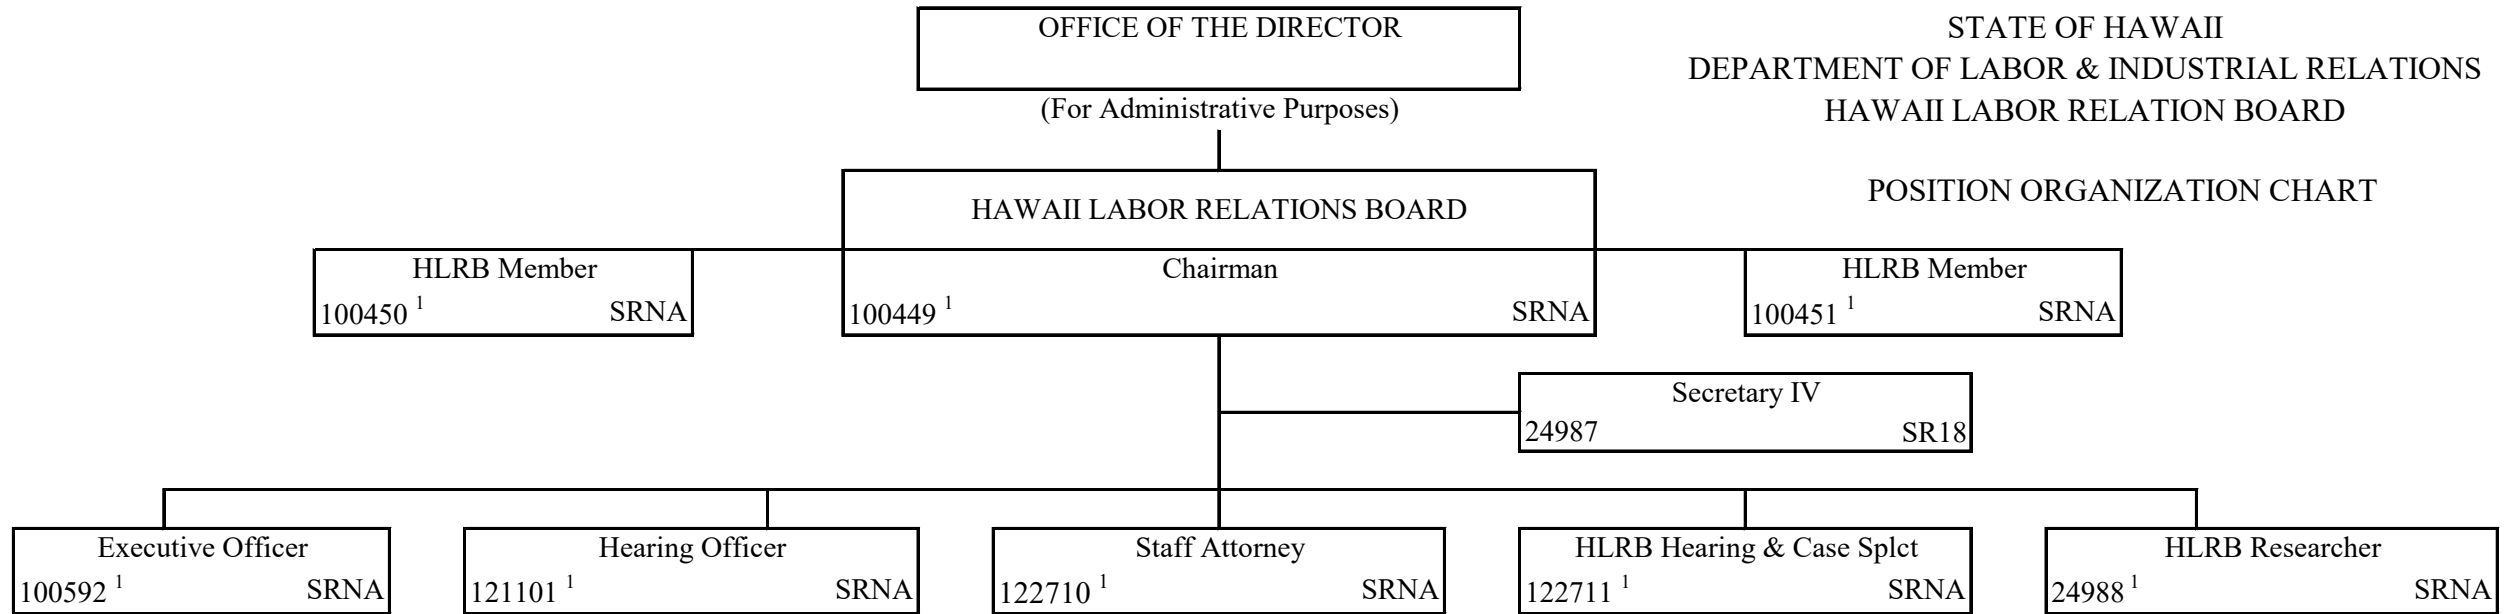 OFFICE OF THE DIRECTOR
(For Administrative Purposes)
STATE OF HAWAII
DEPARTMENT OF LABOR & INDUSTRIAL RELATIONS
HAWAII LABOR RELATION BOARD
POSITION ORGANIZATION CHART
HAWAII LABOR RELATIONS BOARD
HLRB Member
100450 1 SRNA
Chairman
100449 1 SRNA
HLRB Member
100451 1 SRNA
Secretary IV
24987 SR18
Executive Officer
100592 1 SRNA
Hearing Officer
121101 1 SRNA
Staff Attorney
122710 1 SRNA
HLRB Hearing & Case Splct
122711 1 SRNA
HLRB Researcher
24988 1 SRNA